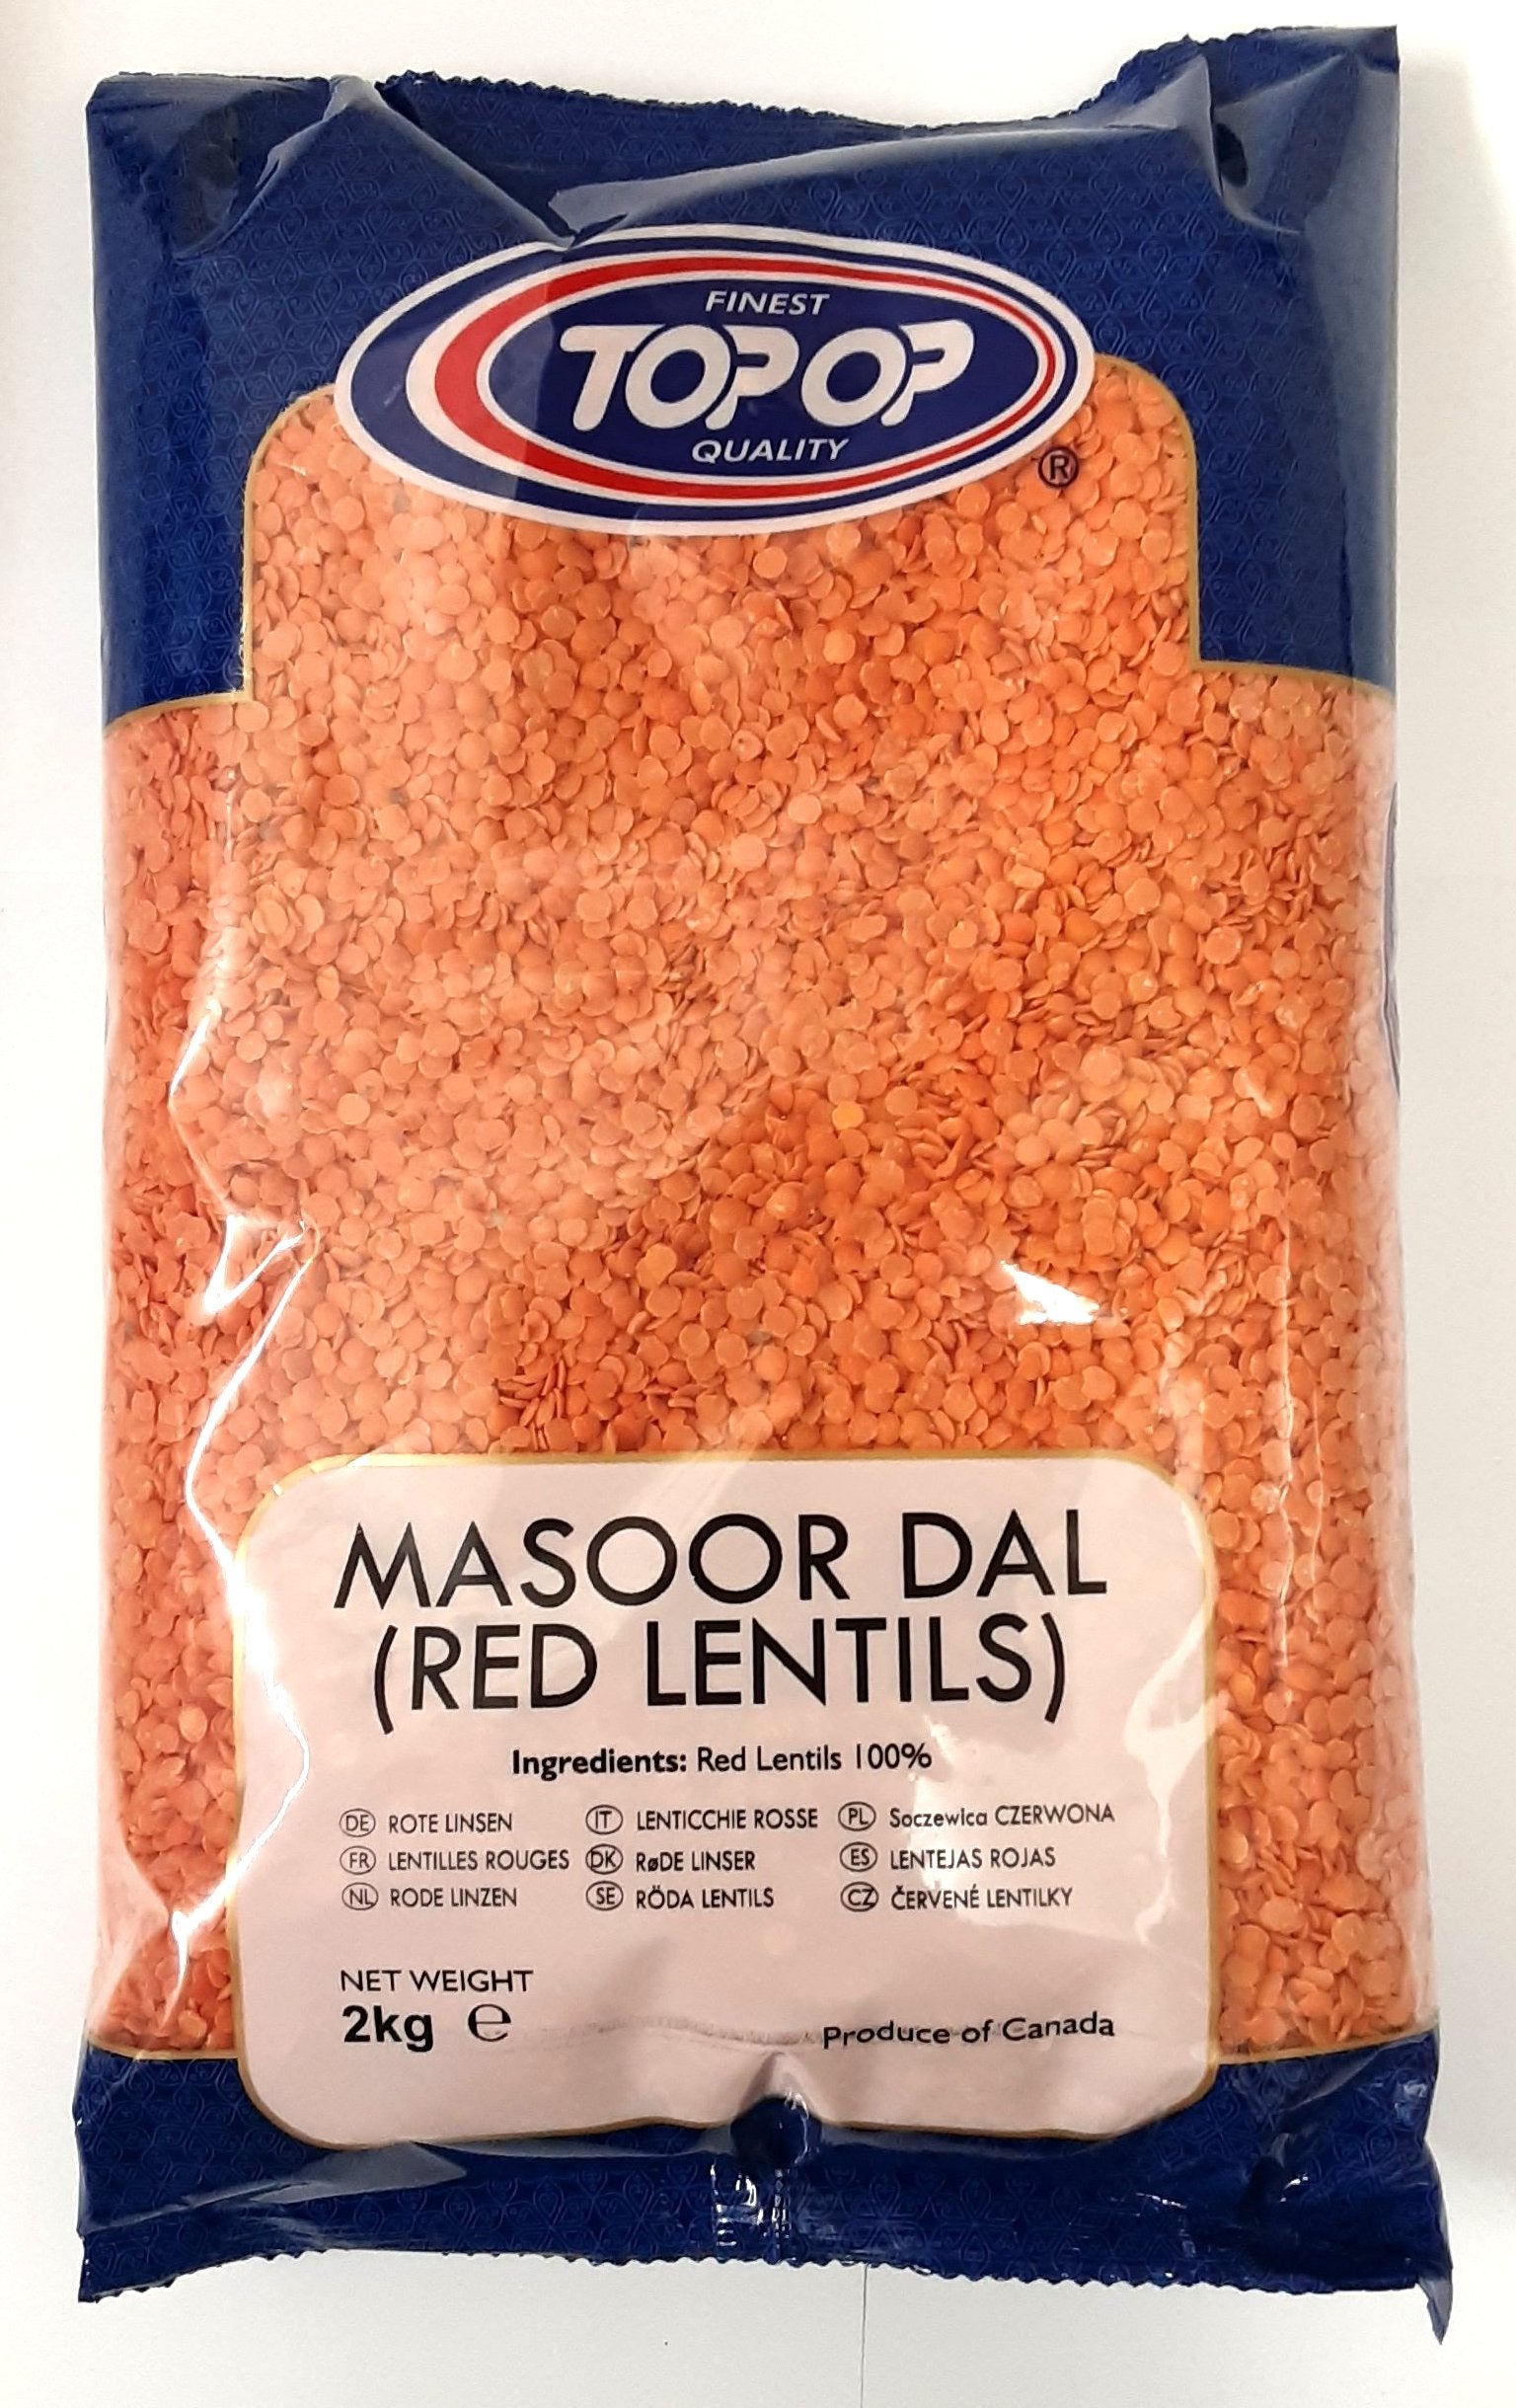 FINEST
TOPOP
QUALITY
®
MASOOR DAL
(RED LENTILS)
Ingredients: Red Lentils 100%
DE ROTE LINSEN IT LENTICCHIE ROSSE PL Soczewica CZERWONA
FR LENTILLES ROUGES DK RøDE LINSER ES LENTEJAS ROJAS
NL RODE LINZEN SE RÖDA LENTILS CZ ČERVENÉ LENTILKY
NET WEIGHT
2kg ℮
Produce of Canada